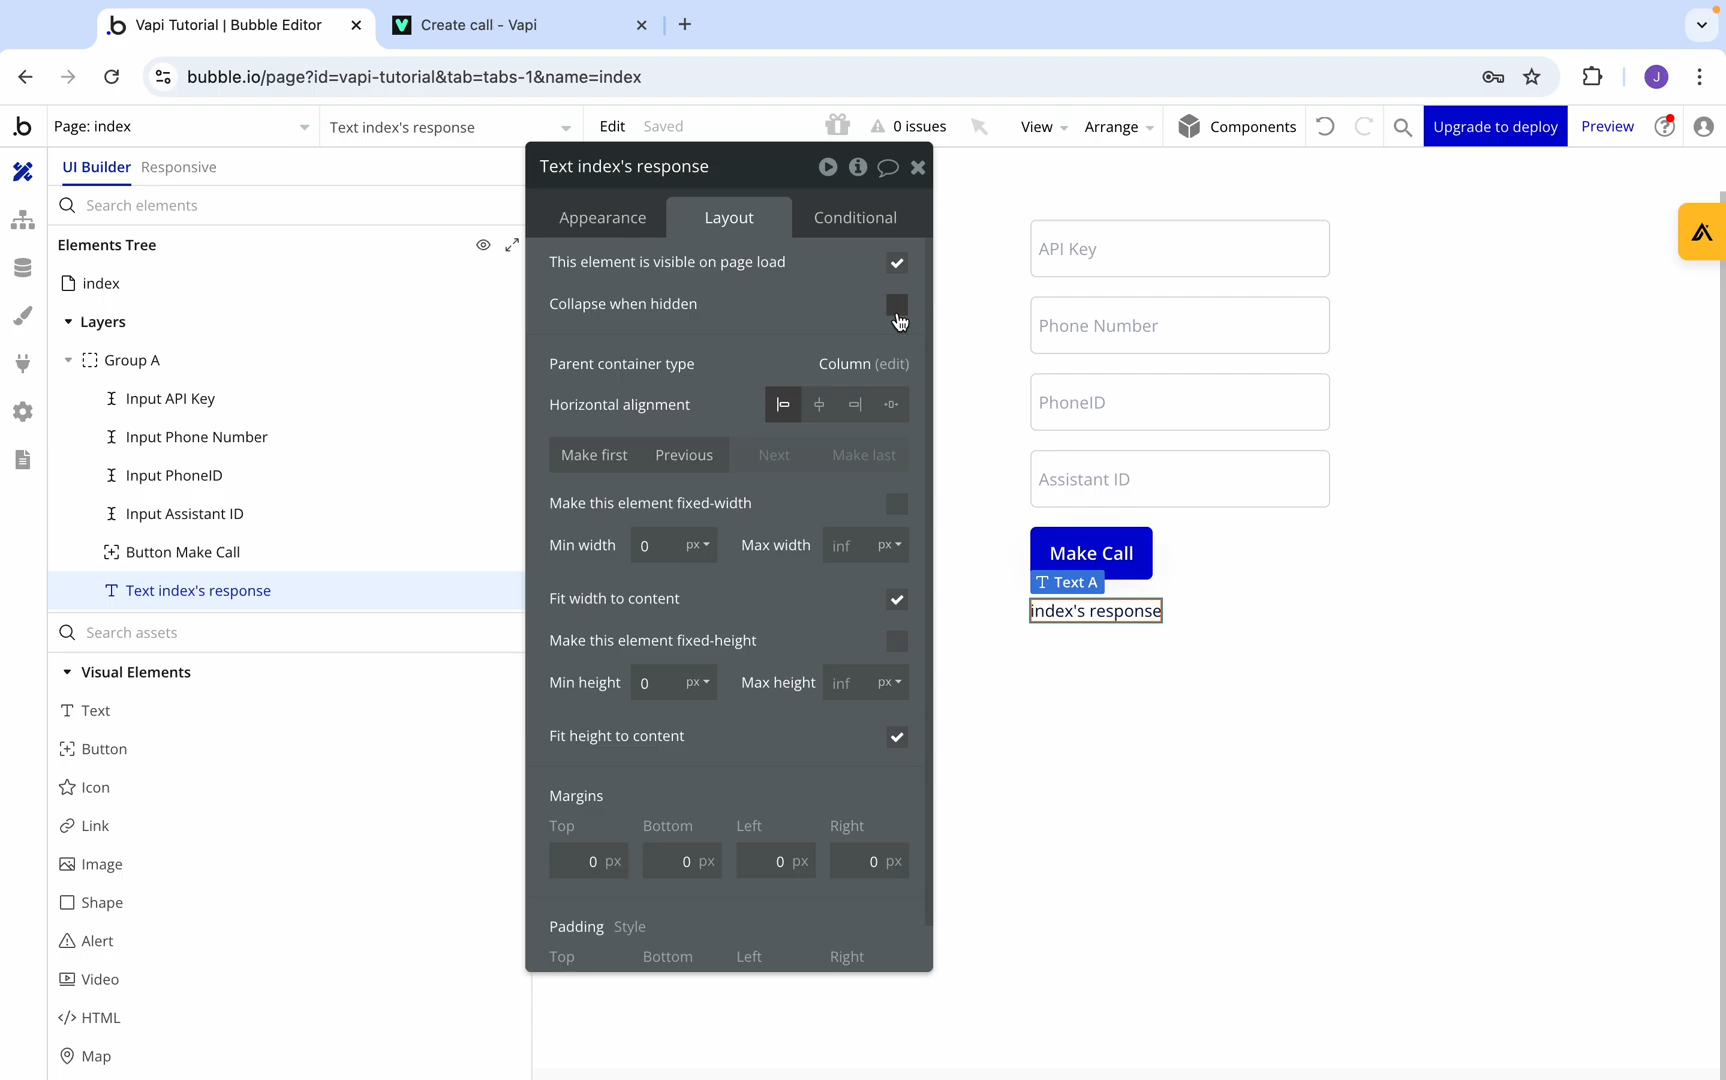 Vapi Tutorial | Bubble Editor
Create call - Vapi
bubble.io/page?id=vapi-tutorial&tab=tabs-1&name=index
J
Page: index
Text index's response
Edit
Saved
0 issues
View
Arrange
Components
Upgrade to deploy
Preview
UI Builder
Responsive
Search elements
Elements Tree
index
Layers
Group A
Input API Key
Input Phone Number
Input PhoneID
Input Assistant ID
Button Make Call
Text index's response
Search assets
Visual Elements
Text
Button
Icon
Link
Image
Shape
Alert
Video
HTML
Map
Text index's response
Appearance
Layout
Conditional
This element is visible on page load
Collapse when hidden
Parent container type
Column (edit)
Horizontal alignment
Make first
Previous
Next
Make last
Make this element fixed-width
Min width 0 px
Max width inf px
Fit width to content
Make this element fixed-height
Min height 0 px
Max height inf px
Fit height to content
Margins
Top Bottom Left Right
0 px 0 px 0 px 0 px
Padding Style
Top Bottom Left Right
API Key
Phone Number
PhoneID
Assistant ID
Make Call
Text A
index's response